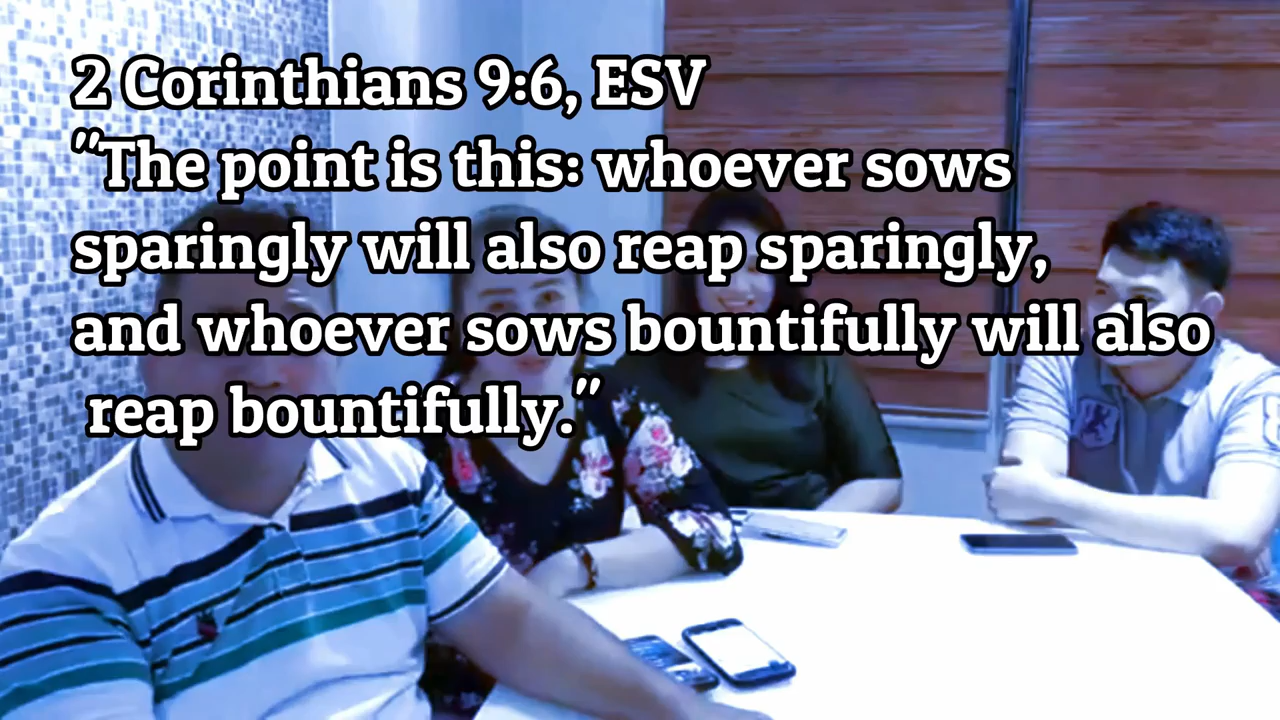 2 Corinthians 9:6, ESV
"The point is this: whoever sows
sparingly will also reap sparingly,
and whoever sows bountifully will also
reap bountifully."